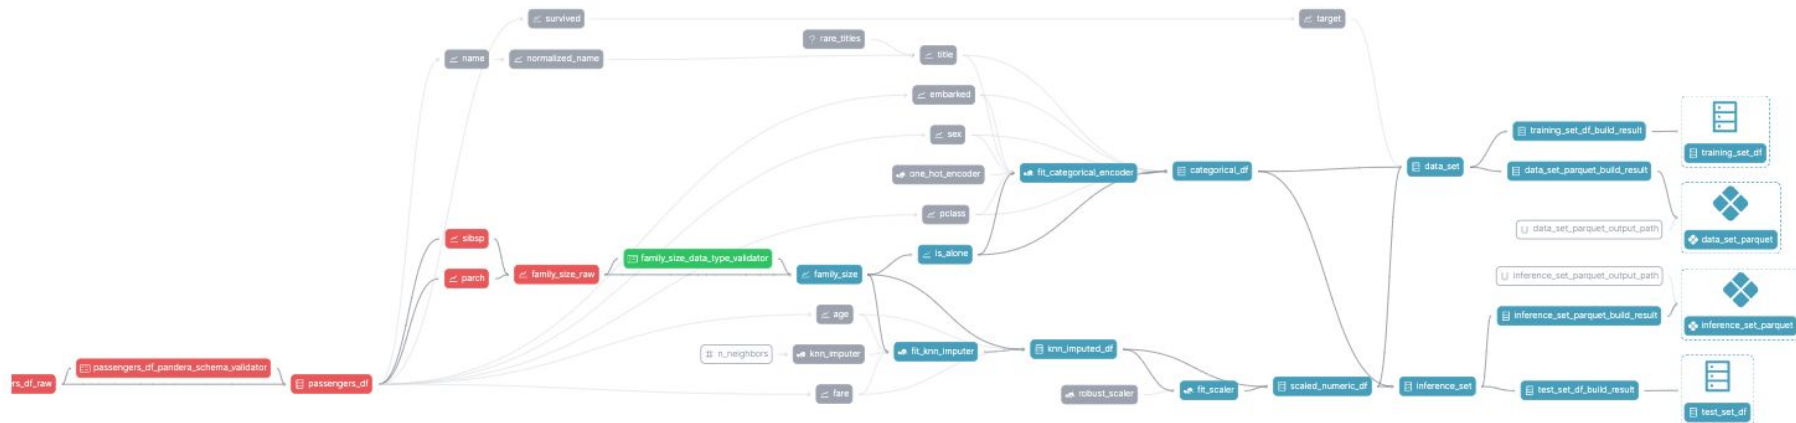 survived
target
rare_titles
name
normalized_name
title
embarked
training_set_df_build_result
sex
training_set_df
data_set
one_hot_encoder
fit_categorical_encoder
categorical_df
data_set_parquet_build_result
pclass
data_set_parquet_output_path
sibsp
data_set_parquet
family_size_data_type_validator
is_alone
parch
family_size_raw
family_size
inference_set_parquet_output_path
age
inference_set_parquet_build_result
inference_set_parquet
n_neighbors
knn_imputer
fit_knn_imputer
knn_imputed_df
passengers_df_pandera_schema_validator
rs_df_raw
passengers_df
fare
robust_scaler
fit_scaler
scaled_numeric_df
inference_set
test_set_df_build_result
test_set_df